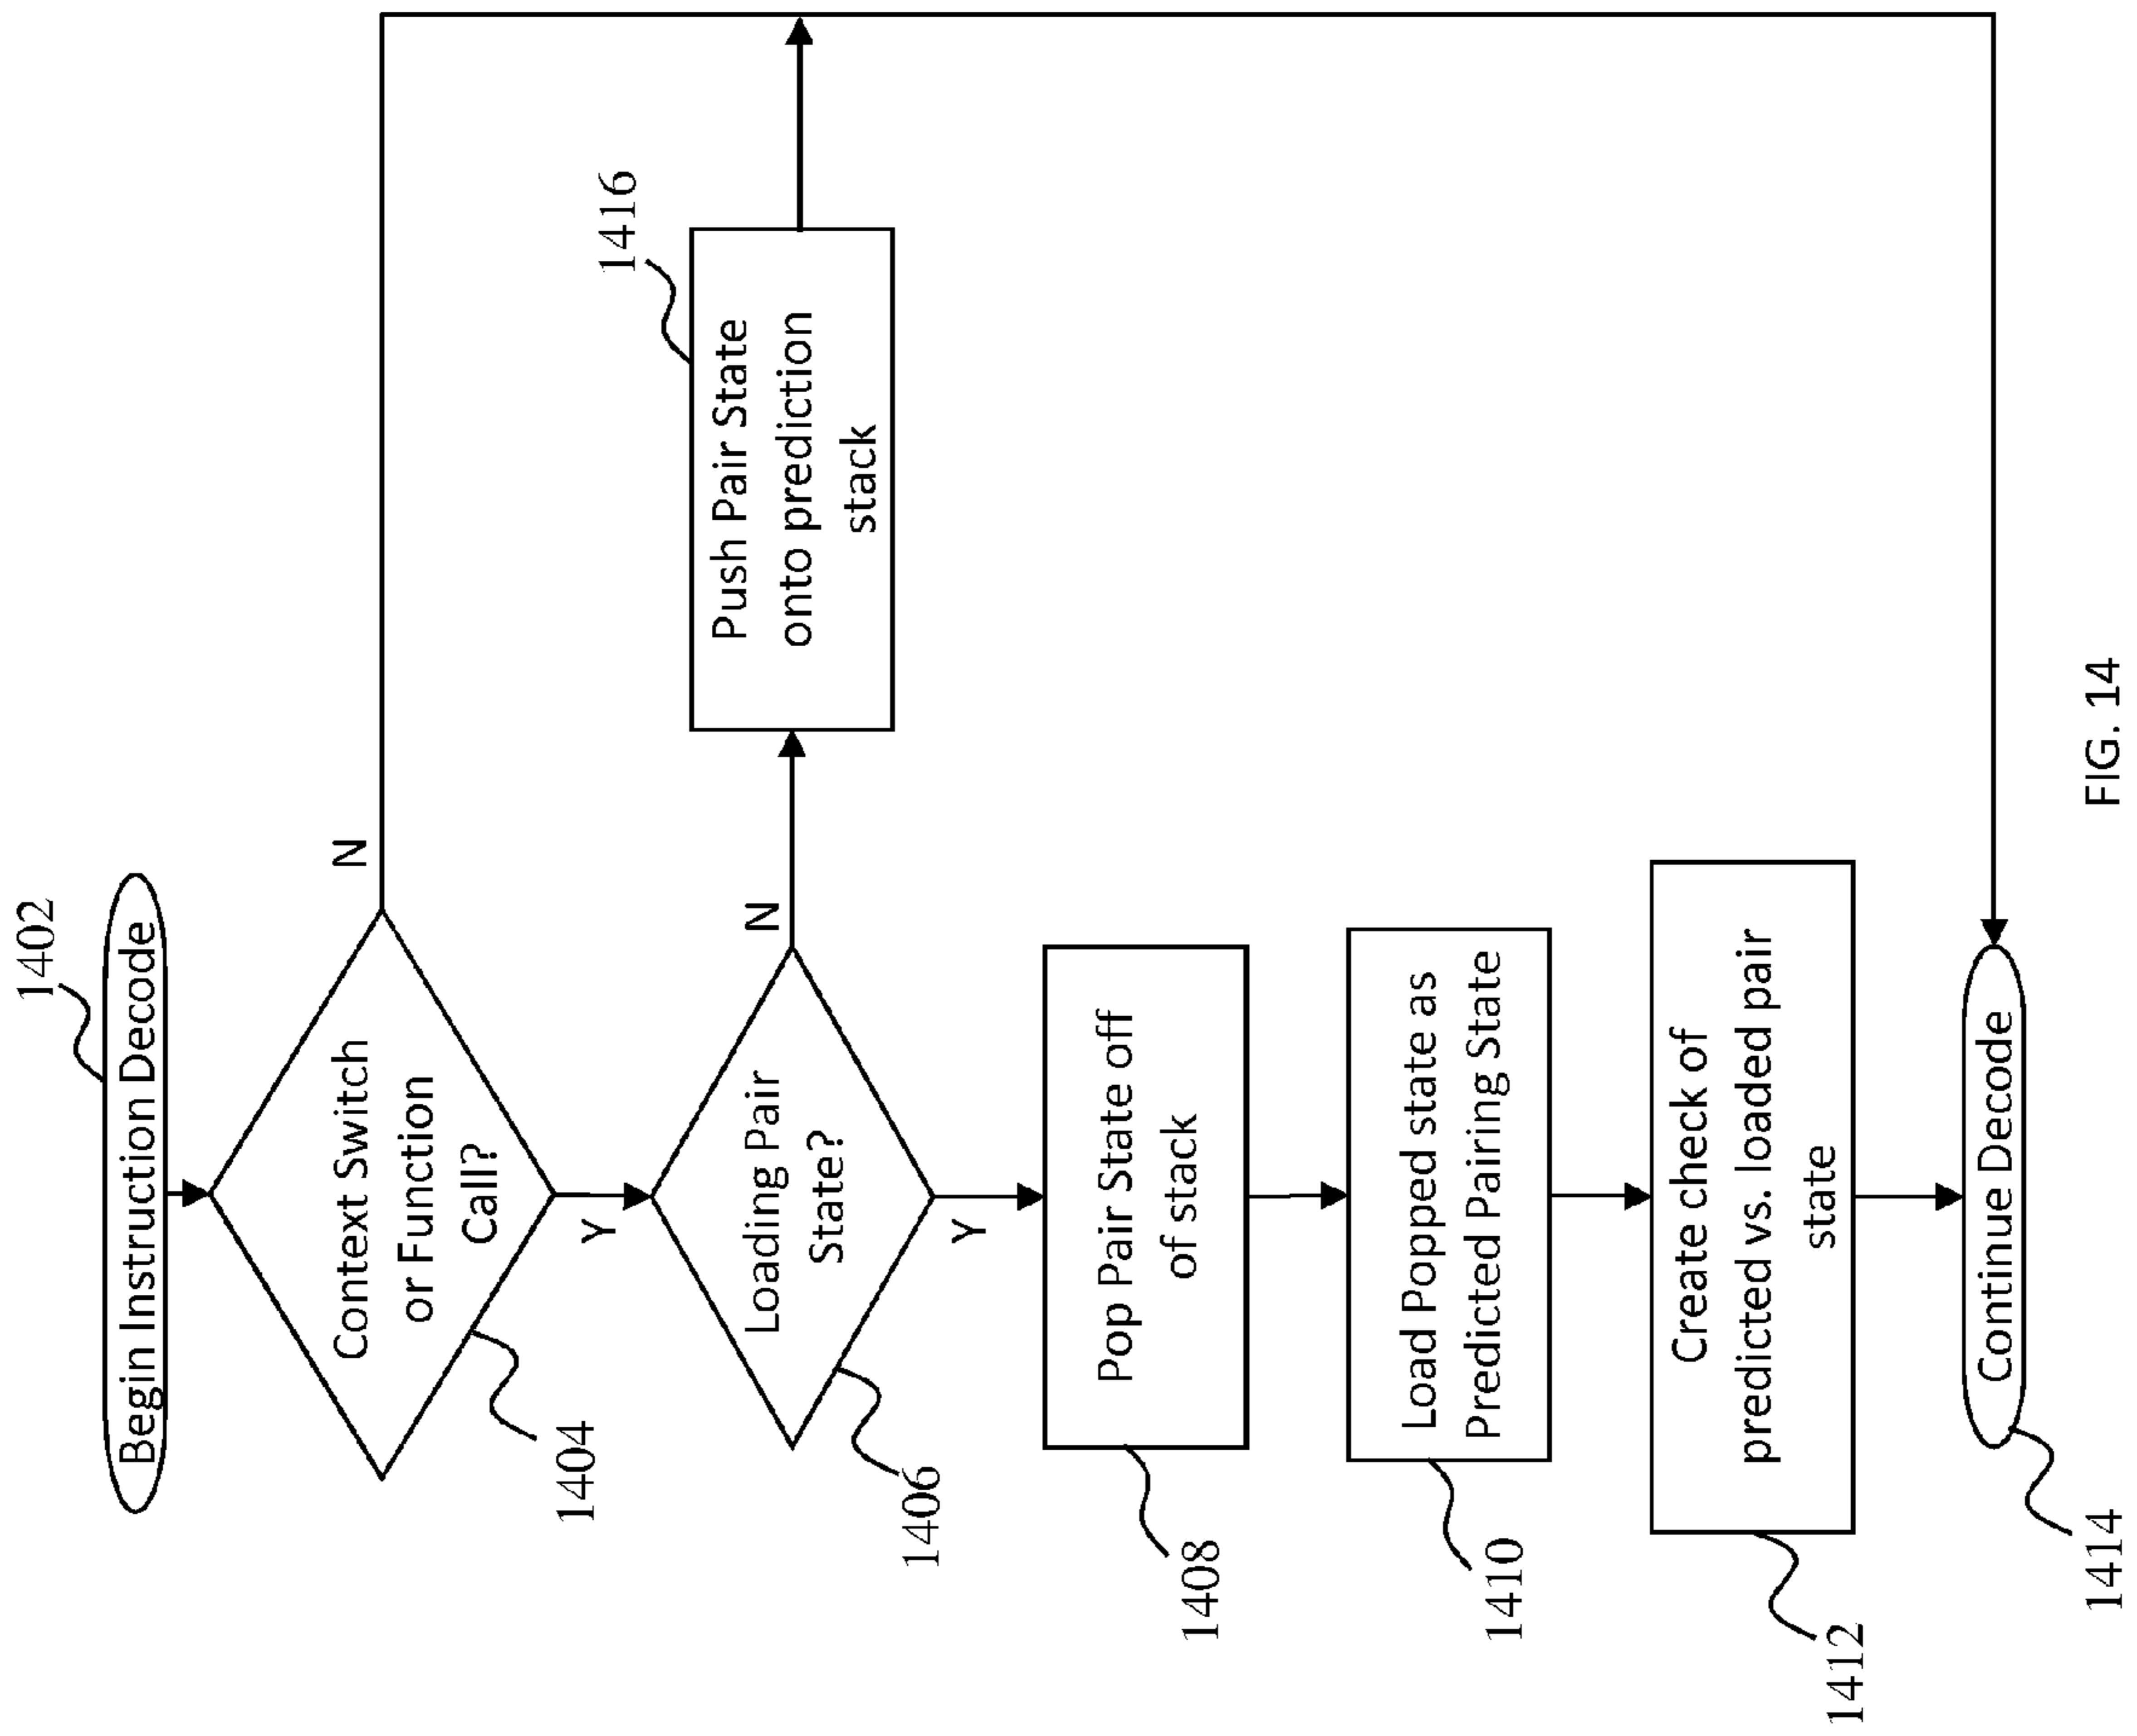 1402
Begin Instruction Decode
Context Switch
or Function
Call?
N
1404
Y
Loading Pair
State?
N
1406
Y
Push Pair State
onto prediction
stack
1416
Pop Pair State off
of stack
1408
Load Popped state as
Predicted Pairing State
1410
Create check of
predicted vs. loaded pair
state
1412
Continue Decode
1414
FIG. 14